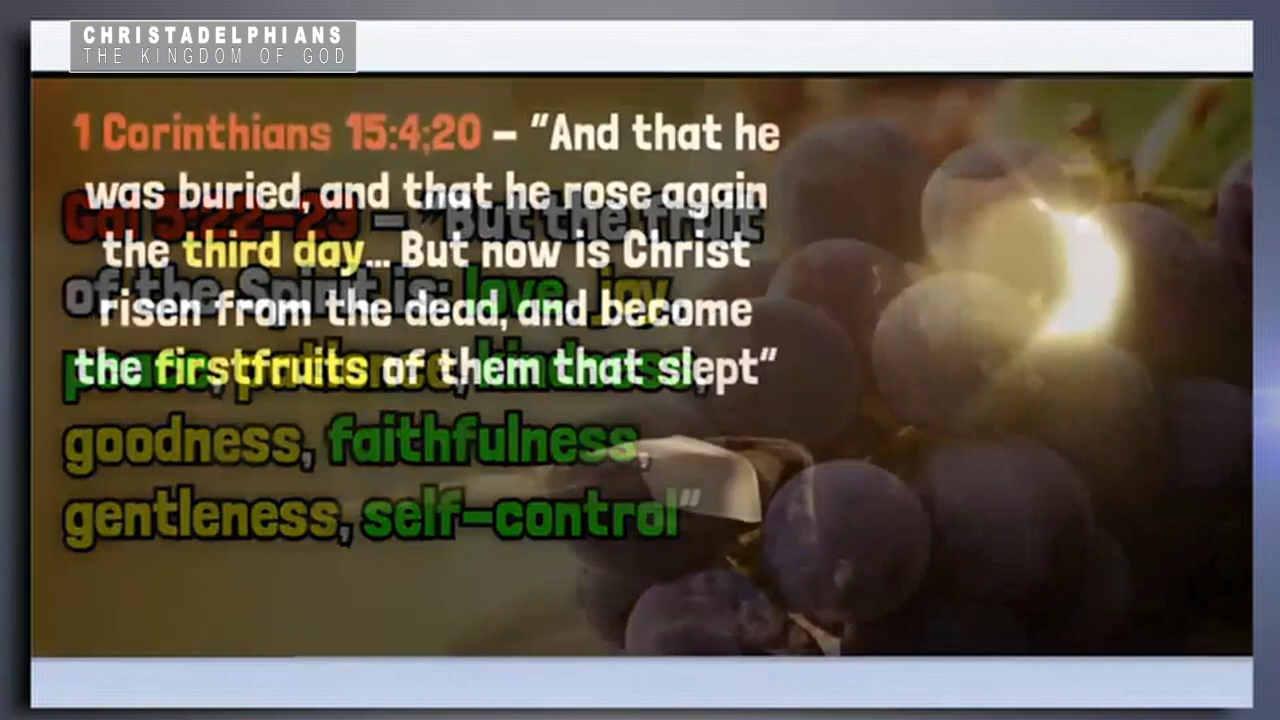 CHRISTADELPHIANS
THE KINGDOM OF GOD
1 Corinthians 15:4;20 – "And that he
was buried, and that he rose again
the third day... But now is Christ
risen from the dead, and become
the firstfruits of them that slept"
Gal 5:22-23 – "But the fruit
of the Spirit is: love, joy,
peace, patience, kindness,
goodness, faithfulness,
gentleness, self-control"